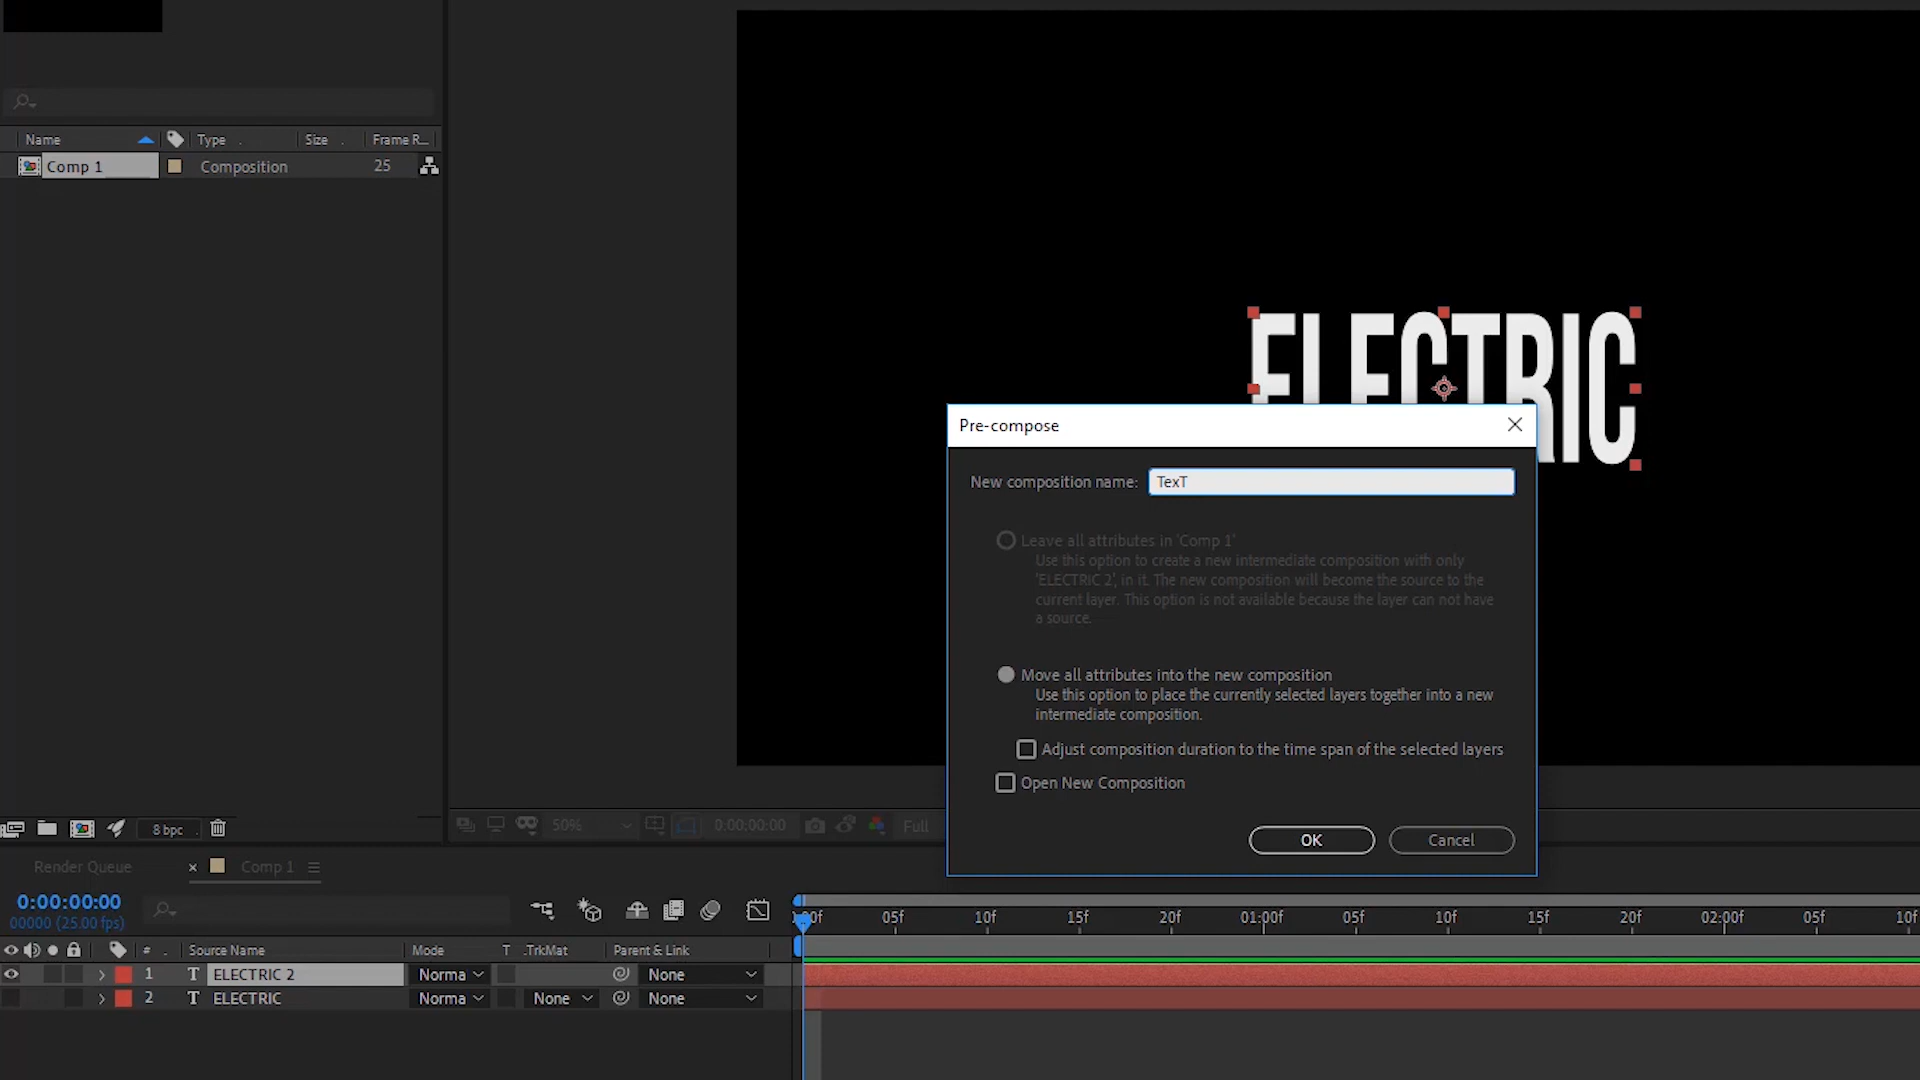 Name
Type
Size
Frame R...
Comp 1
Composition
25
ELECTRIC
Pre-compose
New composition name: TexT
Leave all attributes in 'Comp 1'
Use this option to create a new intermediate composition with only
'ELECTRIC 2', in it. The new composition will become the source to the
current layer. This option is not available because the layer can not have
a source.
Move all attributes into the new composition
Use this option to place the currently selected layers together into a new
intermediate composition.
Adjust composition duration to the time span of the selected layers
Open New Composition
OK
Cancel
8 bpc
50%
0:00:00:00
Full
Render Queue
Comp 1
0:00:00:00
00000 (25.00 fps)
05f 10f 15f 20f 01:00f 05f 10f 15f 20f 02:00f 05f 10f
# Source Name Mode T .TrkMat Parent & Link
1 T ELECTRIC 2 Norma None
2 T ELECTRIC Norma None None